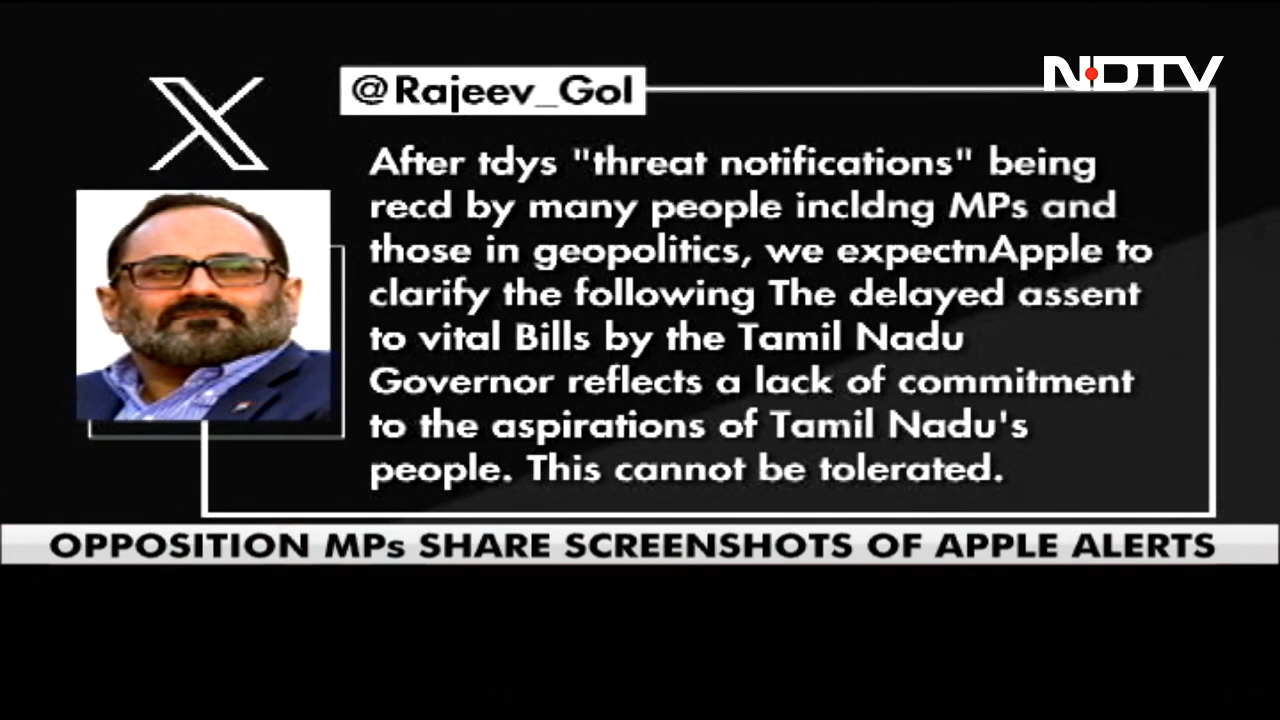 NDTV
@Rajeev_GoI
After tdys "threat notifications" being
recd by many people incldng MPs and
those in geopolitics, we expectnApple to
clarify the following The delayed assent
to vital Bills by the Tamil Nadu
Governor reflects a lack of commitment
to the aspirations of Tamil Nadu's
people. This cannot be tolerated.
OPPOSITION MPs SHARE SCREENSHOTS OF APPLE ALERTS